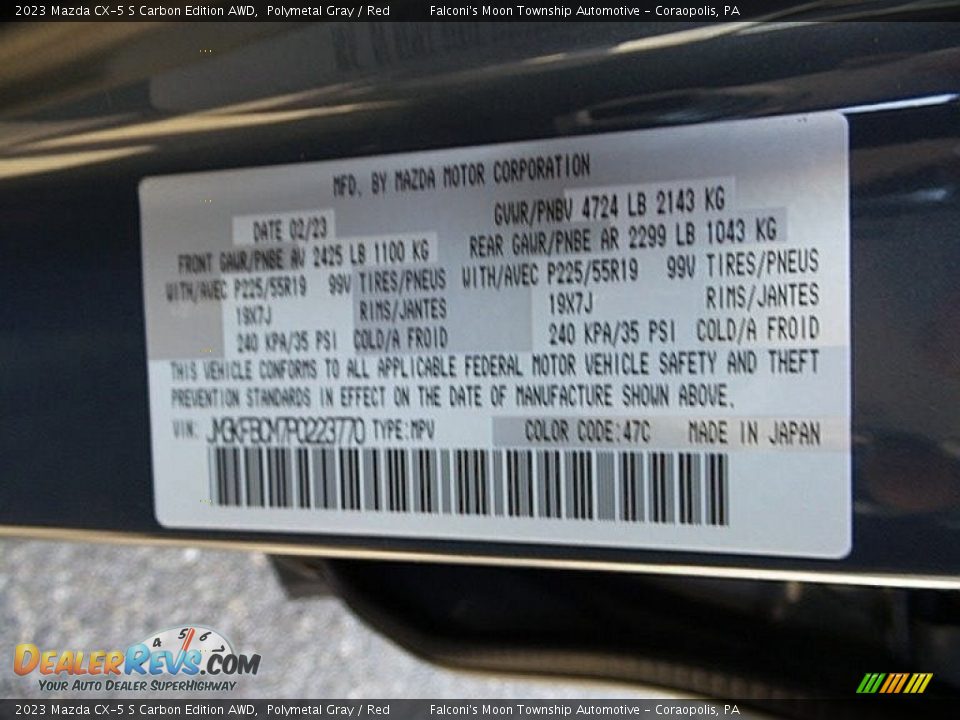 2023 Mazda CX-5 S Carbon Edition AWD, Polymetal Gray / Red Falconi's Moon Township Automotive - Coraopolis, PA
MFD. BY MAZDA MOTOR CORPORATION
DATE 02/23 GVWR/PNBV 4724 LB 2143 KG
FRONT GAWR/PNBE AV 2425 LB 1100 KG REAR GAWR/PNBE AR 2299 LB 1043 KG
WITH/AVEC P225/55R19 99V TIRES/PNEUS WITH/AVEC P225/55R19 99V TIRES/PNEUS
19X7J RIMS/JANTES 19X7J RIMS/JANTES
240 KPA/35 PSI COLD/A FROID 240 KPA/35 PSI COLD/A FROID
THIS VEHICLE CONFORMS TO ALL APPLICABLE FEDERAL MOTOR VEHICLE SAFETY AND THEFT
PREVENTION STANDARDS IN EFFECT ON THE DATE OF MANUFACTURE SHOWN ABOVE.
VIN: JM3KFBCM7P0223770 TYPE:MPV COLOR CODE:47C MADE IN JAPAN
4 5 6
DealerRevs.com
Your Auto Dealer SuperHighway
2023 Mazda CX-5 S Carbon Edition AWD, Polymetal Gray / Red Falconi's Moon Township Automotive - Coraopolis, PA